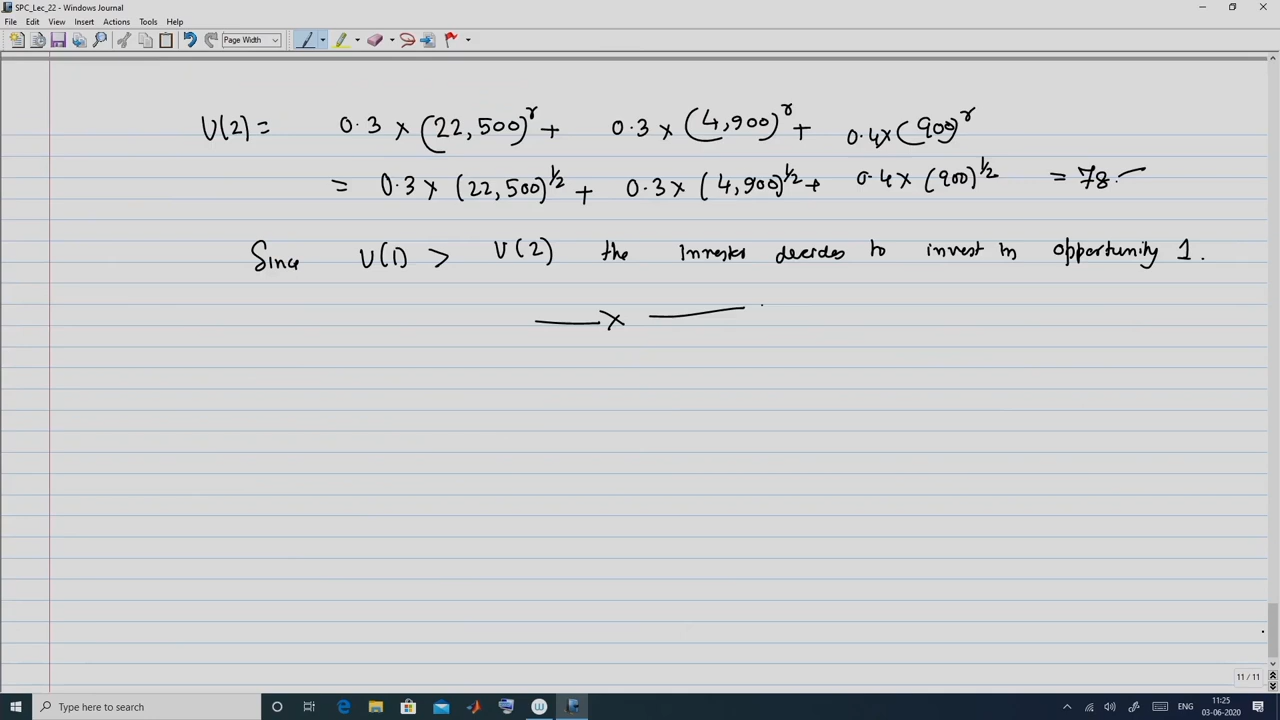 SPC_Lec_22 - Windows Journal
File Edit View Insert Actions Tools Help
Page Width
U(2) = 0.3 × (22,500)^r + 0.3 × (4,900)^r + 0.4 × (900)^r
= 0.3 × (22,500)^1/2 + 0.3 × (4,900)^1/2 + 0.4 × (900)^1/2 = 78.
Since U(1) > U(2) the investor decides to invest in opportunity 1.
—— × ——
11 / 11
Type here to search
ENG
11:25
03-06-2020